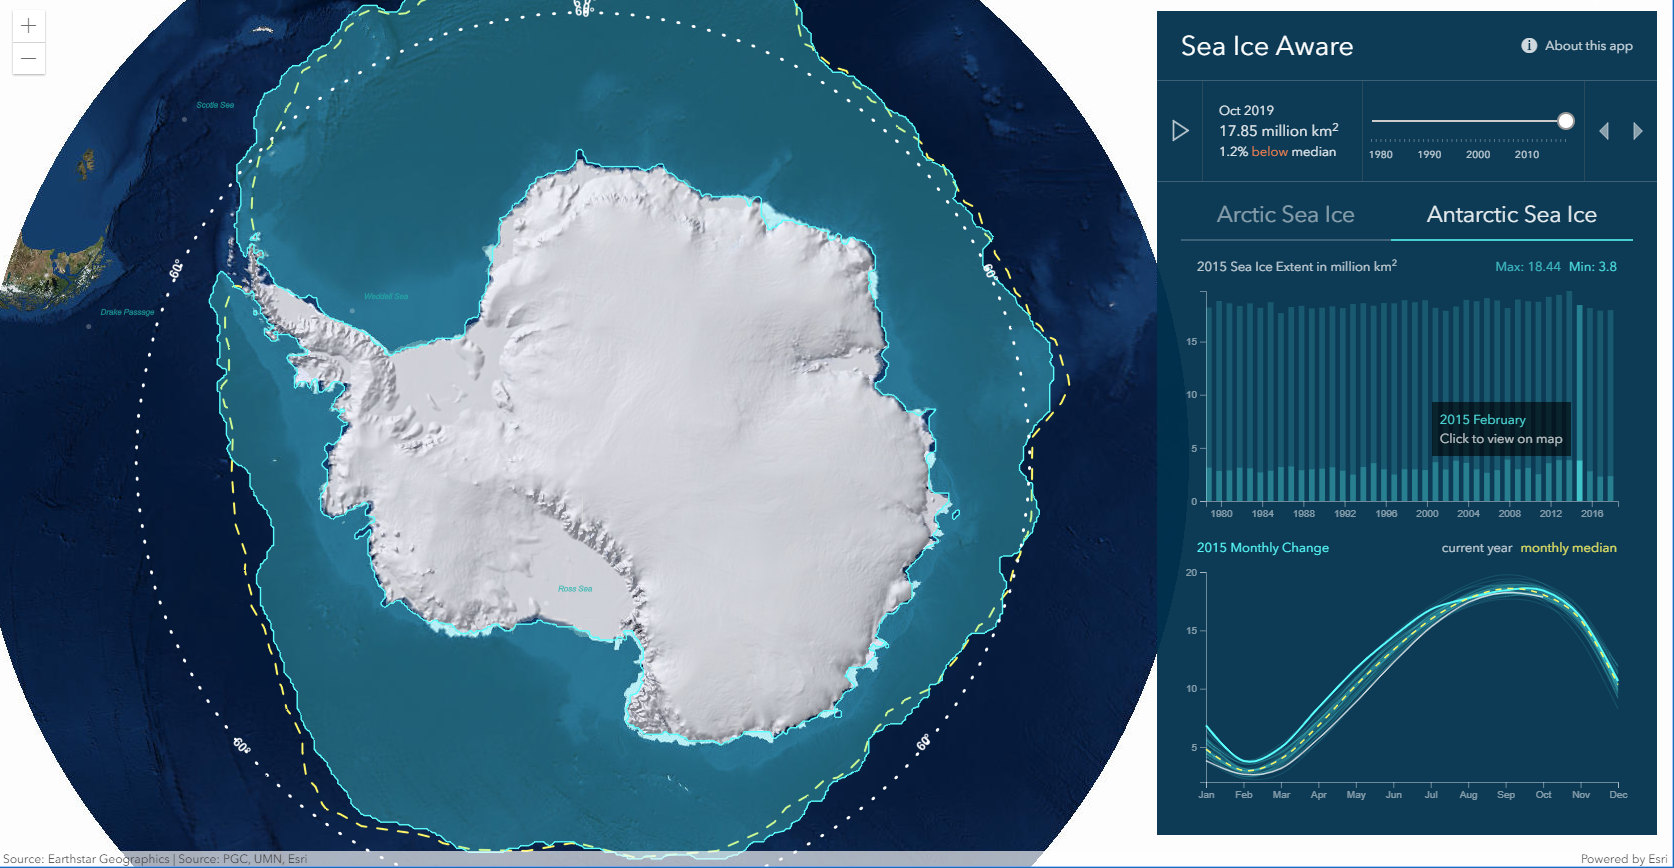 +
−
60°
60°
60°
60°
60°
Scotia Sea
Drake Passage
Weddell Sea
Ross Sea
Source: Earthstar Geographics | Source: PGC, UMN, Esri
Powered by Esri
Sea Ice Aware
i About this app
Oct 2019
17.85 million km²
1.2% below median
1980 1990 2000 2010
Arctic Sea Ice Antarctic Sea Ice
2015 Sea Ice Extent in million km² Max: 18.44 Min: 3.8
15
10
5
0
2015 February
Click to view on map
1980 1984 1988 1992 1996 2000 2004 2008 2012 2016
2015 Monthly Change current year monthly median
20
15
10
5
Jan Feb Mar Apr May Jun Jul Aug Sep Oct Nov Dec